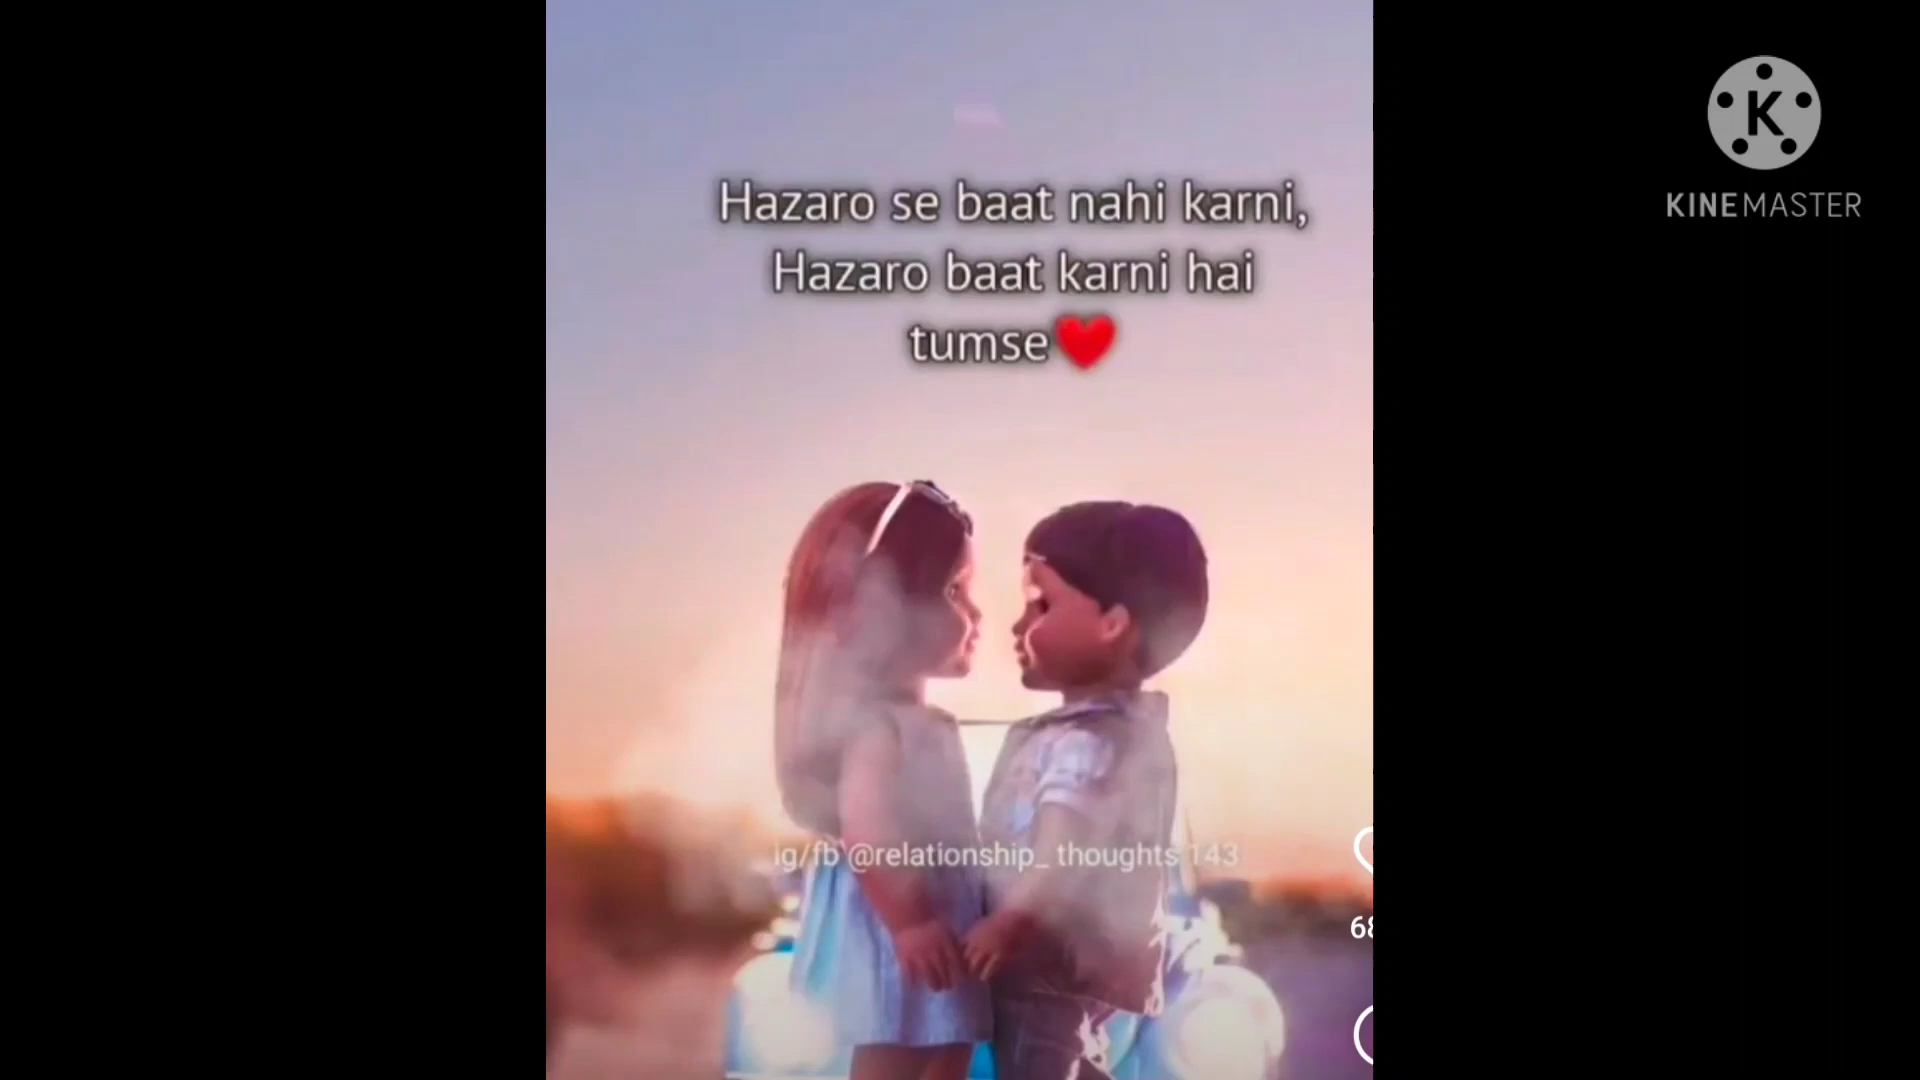 Hazaro se baat nahi karni,
Hazaro baat karni hai
tumse❤️
ig/fb @relationship_ thoughts 143
K
KINEMASTER